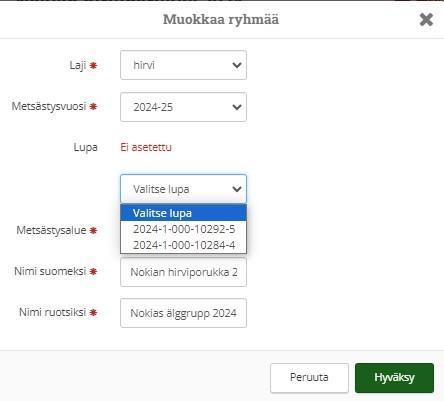 Muokkaa ryhmää
Laji * hirvi
Metsästysvuosi * 2024-25
Lupa Ei asetettu
Valitse lupa
Valitse lupa
Metsästysalue * 2024-1-000-10292-5
2024-1-000-10284-4
Nimi suomeksi * Nokian hirviporukka 2
Nimi ruotsiksi * Nokias älggrupp 2024
Peruuta Hyväksy